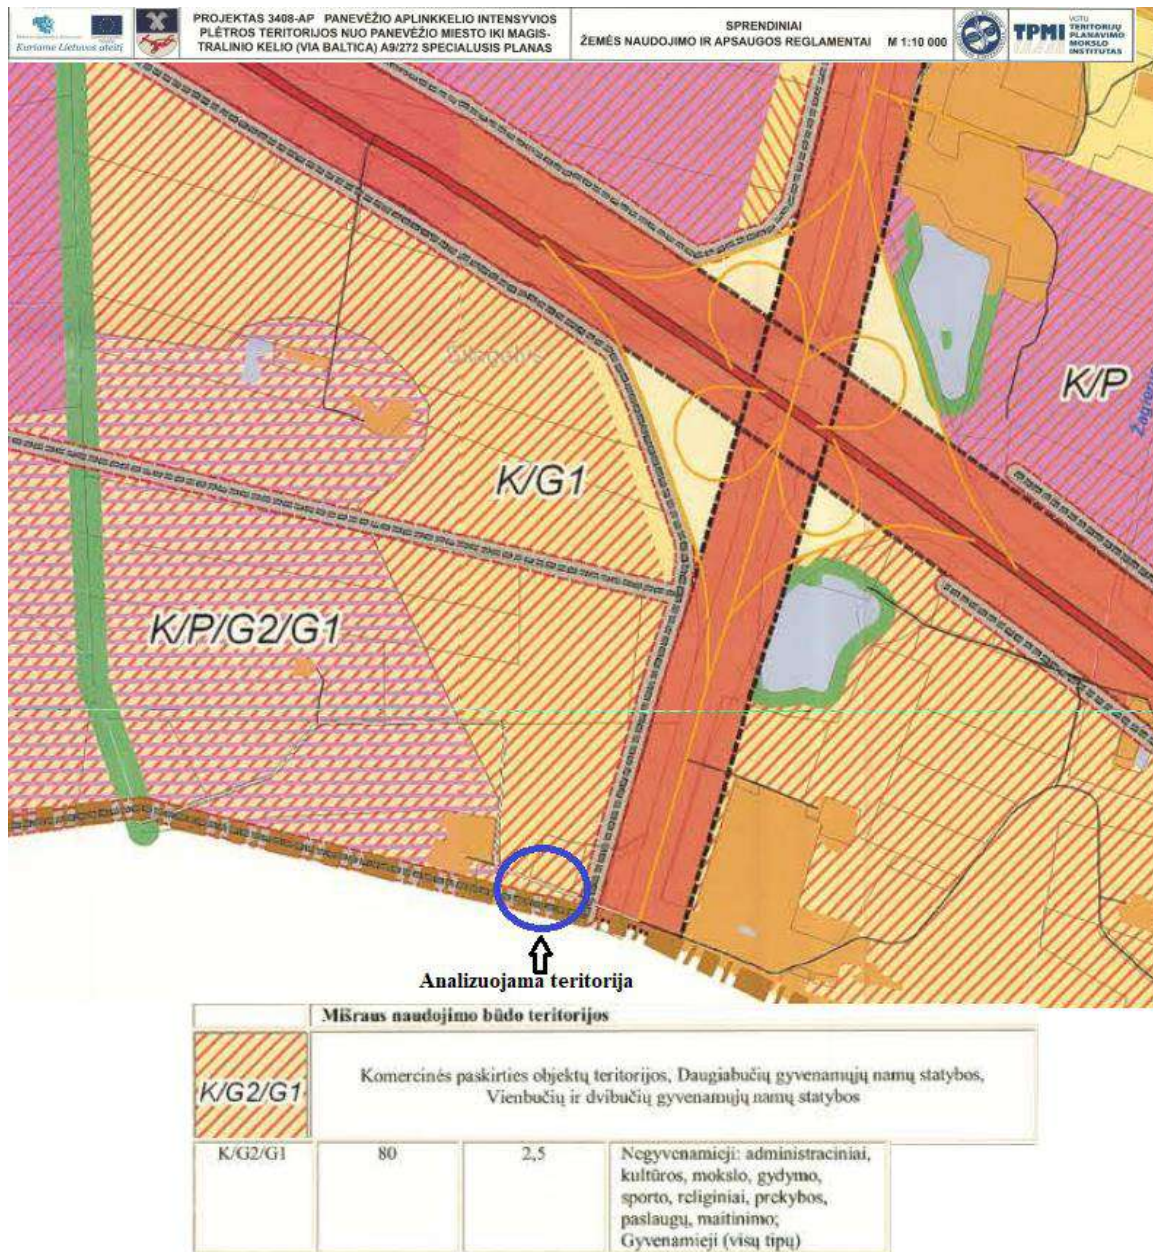 Kuriame Lietuvos ateitį
PROJEKTAS 3408-AP PANEVĖŽIO APLINKKELIO INTENSYVIOS
PLĖTROS TERITORIJOS NUO PANEVĖŽIO MIESTO IKI MAGIS-
TRALINIO KELIO (VIA BALTICA) A9/272 SPECIALUSIS PLANAS
SPRENDINIAI
ŽEMĖS NAUDOJIMO IR APSAUGOS REGLAMENTAI M 1:10 000
TPMI
VGTU
TERITORIJŲ
PLANAVIMO
MOKSLO
INSTITUTAS
K/P
K/G1
K/P/G2/G1
Analizuojama teritorija
Mišraus naudojimo būdo teritorijos
K/G2/G1
Komercinės paskirties objektų teritorijos, Daugiabučių gyvenamųjų namų statybos,
Vienbučių ir dvibučių gyvenamųjų namų statybos
K/G2/G1 80 2,5 Negyvenamieji: administraciniai,
kultūros, mokslo, gydymo,
sporto, religiniai, prekybos,
paslaugų, maitinimo;
Gyvenamieji (visų tipų)